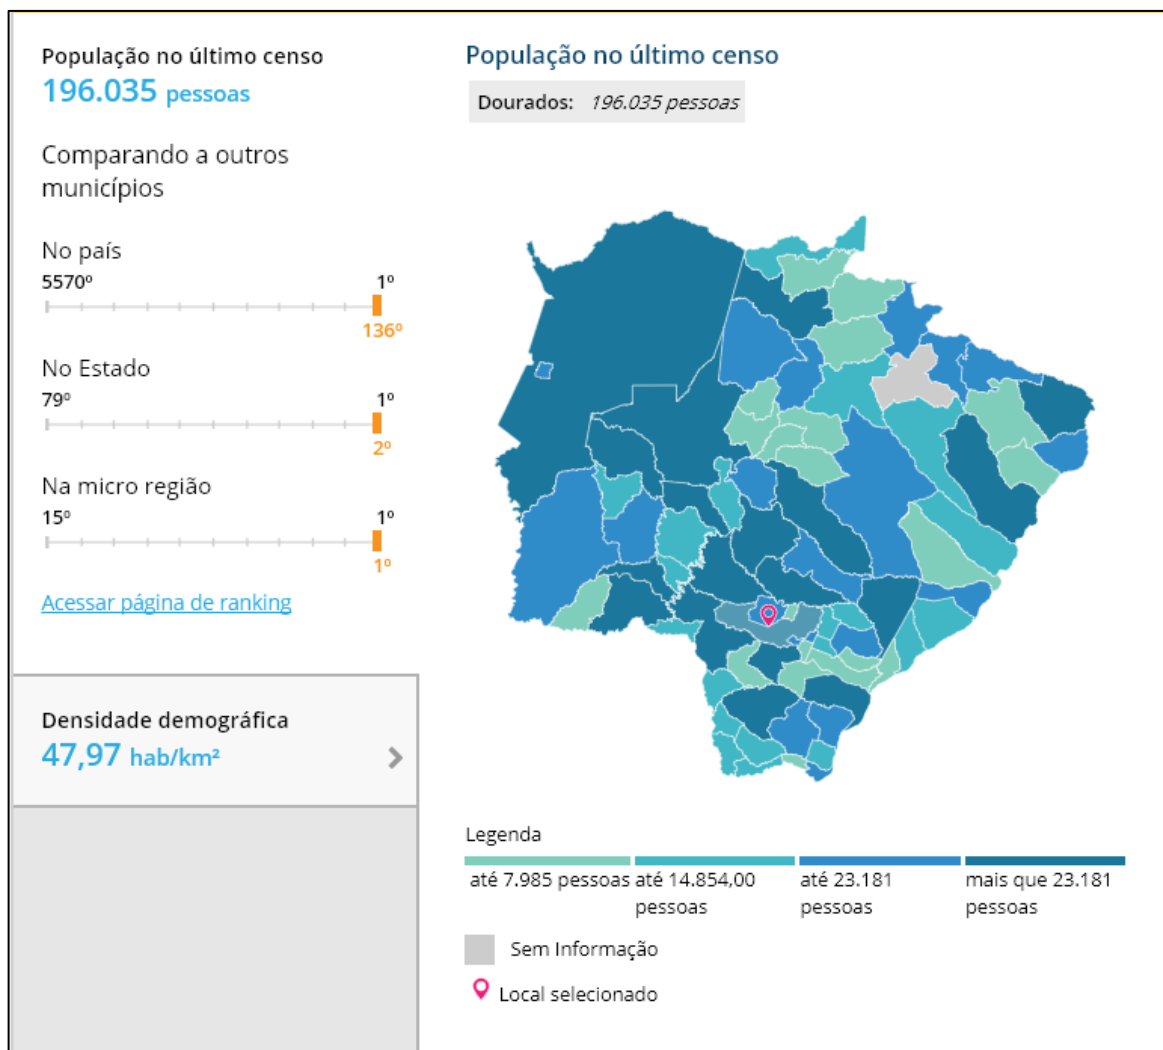 População no último censo
196.035 pessoas
Comparando a outros
municípios
No país
5570º 1º
136º
No Estado
79º 1º
2º
Na micro região
15º 1º
1º
Acessar página de ranking
Densidade demográfica
47,97 hab/km²
População no último censo
Dourados: 196.035 pessoas
Legenda
até 7.985 pessoas
até 14.854,00
pessoas
até 23.181
pessoas
mais que 23.181
pessoas
Sem Informação
Local selecionado